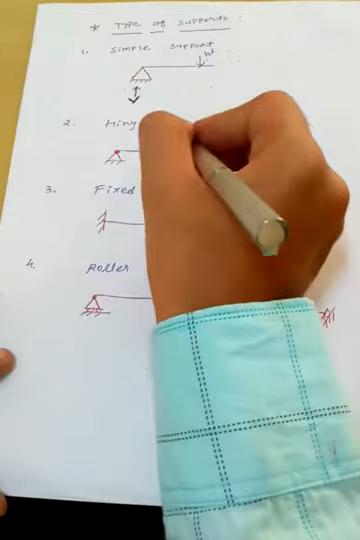 * Type of supports :
1. simple support
W
2. Hing
3. Fixed
4. Roller